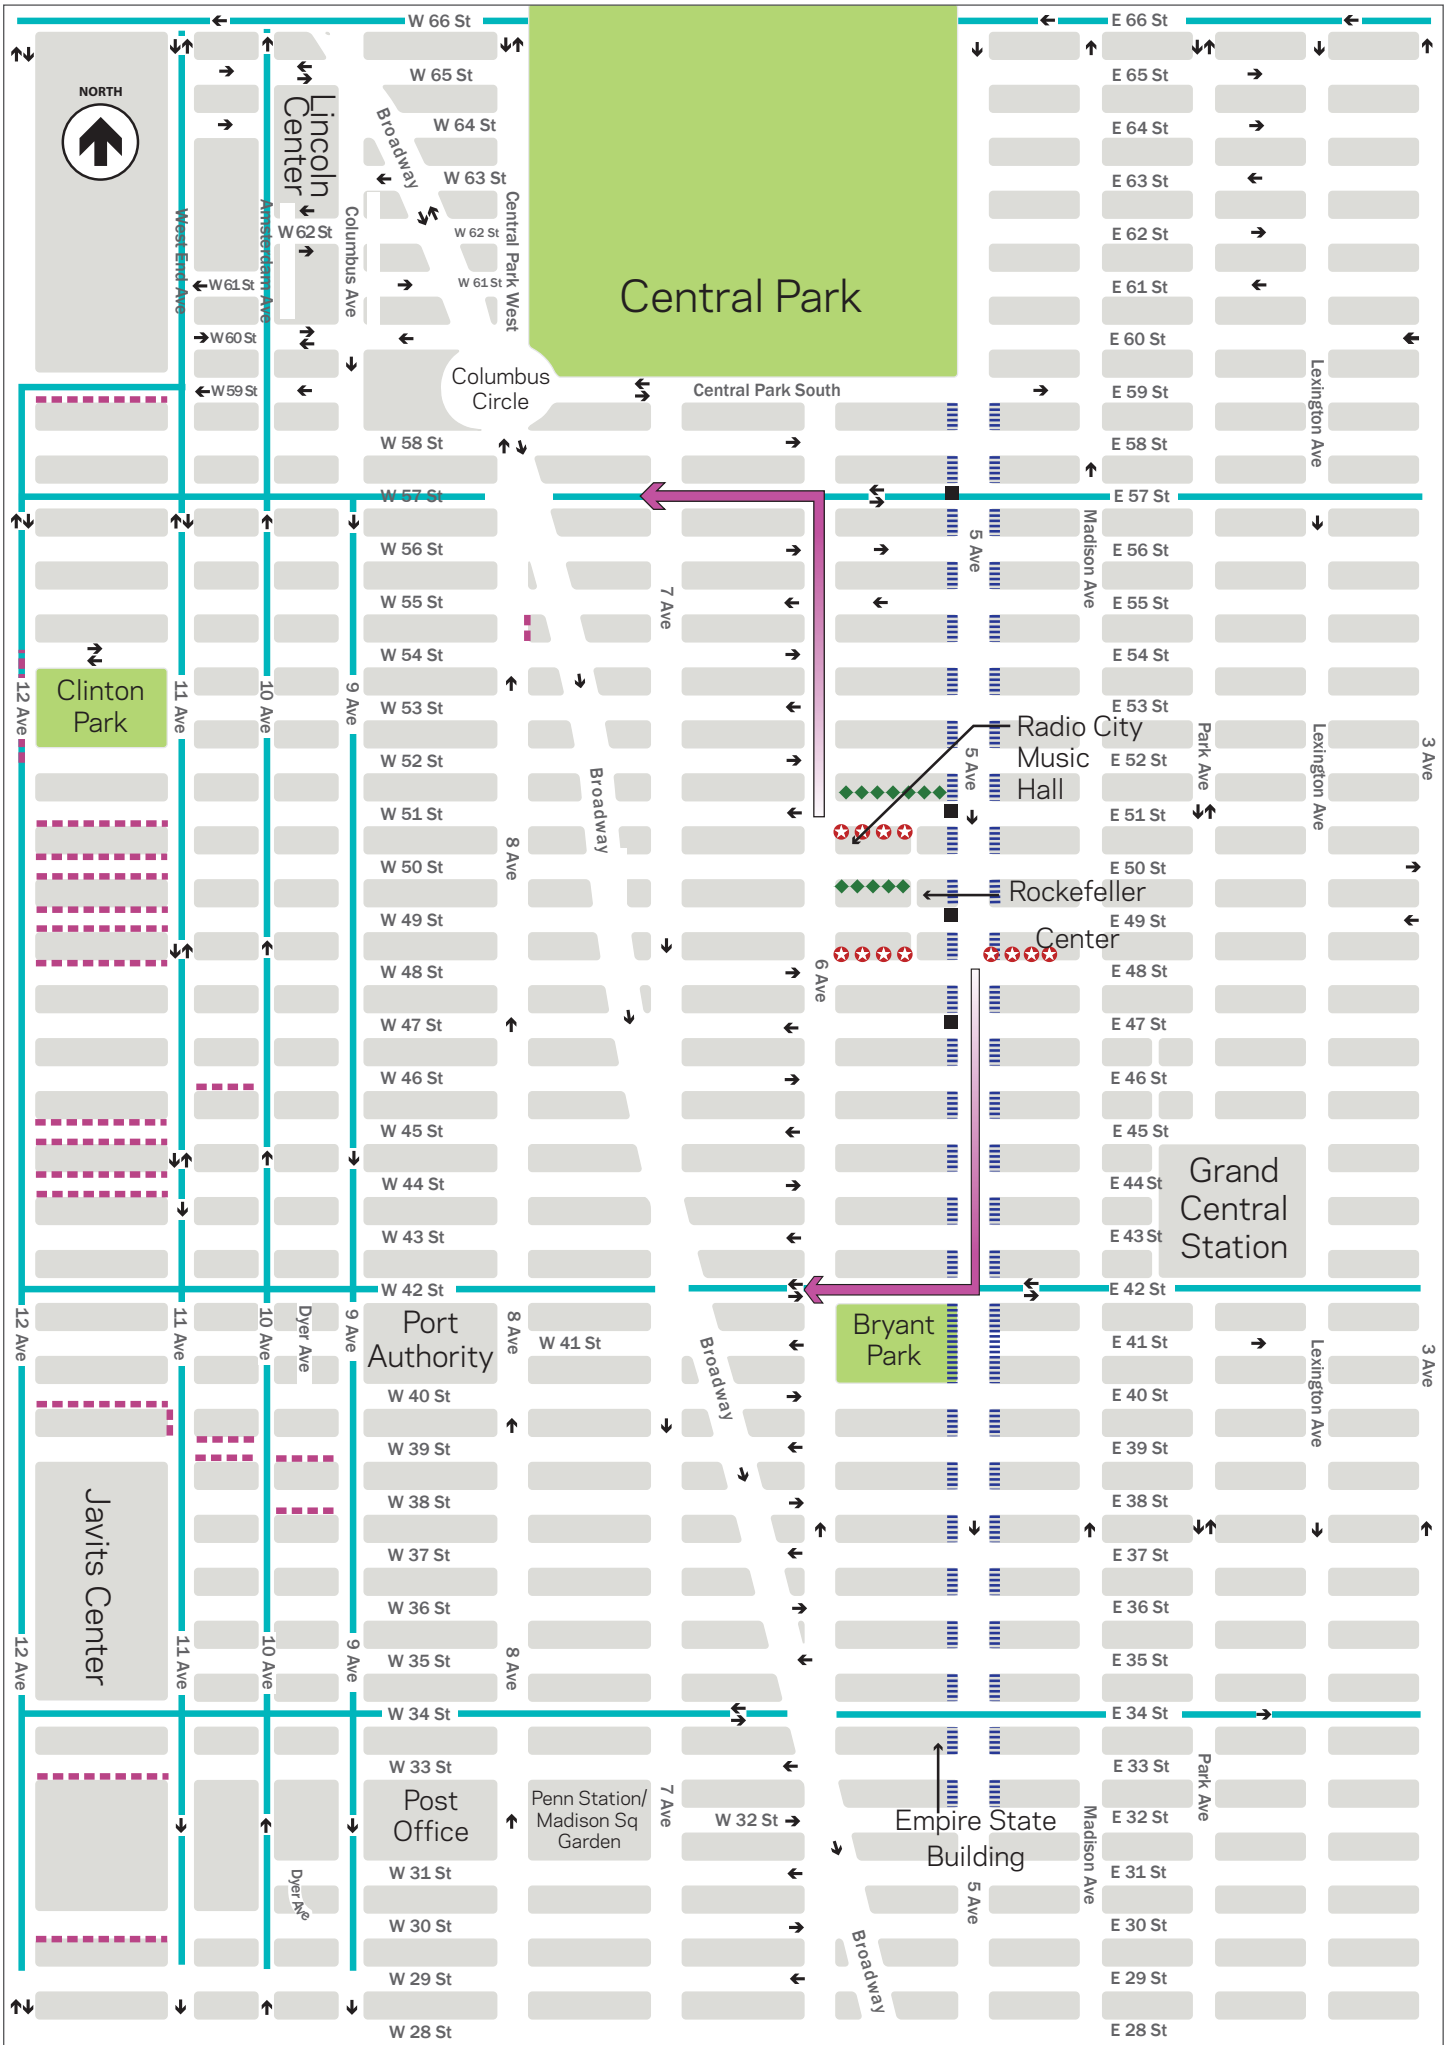 W 66 St
E 66 St
W 65 St
E 65 St
NORTH
Lincoln
Center
Broadway
W 64 St
E 64 St
W 63 St
E 63 St
West End Ave
Amsterdam Ave
W 62 St
Columbus Ave
W 62 St
Central Park West
E 62 St
W 61 St
W 61 St
Central Park
E 61 St
W 60 St
E 60 St
Columbus
Circle
W 59 St
Central Park South
E 59 St
Lexington Ave
W 58 St
E 58 St
W 57 St
E 57 St
W 56 St
5 Ave
Madison Ave
E 56 St
W 55 St
7 Ave
E 55 St
W 54 St
E 54 St
12 Ave
Clinton
Park
11 Ave
10 Ave
9 Ave
W 53 St
E 53 St
Radio City
Music
Hall
5 Ave
Park Ave
Lexington Ave
3 Ave
W 52 St
Broadway
E 52 St
W 51 St
E 51 St
W 50 St
8 Ave
E 50 St
Rockefeller
Center
W 49 St
E 49 St
W 48 St
6 Ave
E 48 St
W 47 St
E 47 St
W 46 St
E 46 St
W 45 St
E 45 St
W 44 St
E 44 St
Grand
Central
Station
W 43 St
E 43 St
W 42 St
E 42 St
12 Ave
11 Ave
10 Ave
Dyer Ave
9 Ave
Port
Authority
8 Ave
W 41 St
Broadway
Bryant
Park
E 41 St
Lexington Ave
3 Ave
W 40 St
E 40 St
W 39 St
E 39 St
Javits Center
W 38 St
E 38 St
W 37 St
E 37 St
W 36 St
E 36 St
12 Ave
11 Ave
10 Ave
9 Ave
W 35 St
8 Ave
E 35 St
W 34 St
E 34 St
W 33 St
E 33 St
Park Ave
Post
Office
Penn Station/
Madison Sq
Garden
7 Ave
W 32 St
Empire State
Building
Madison Ave
E 32 St
W 31 St
E 31 St
Dyer Ave
5 Ave
W 30 St
E 30 St
Broadway
W 29 St
E 29 St
W 28 St
E 28 St